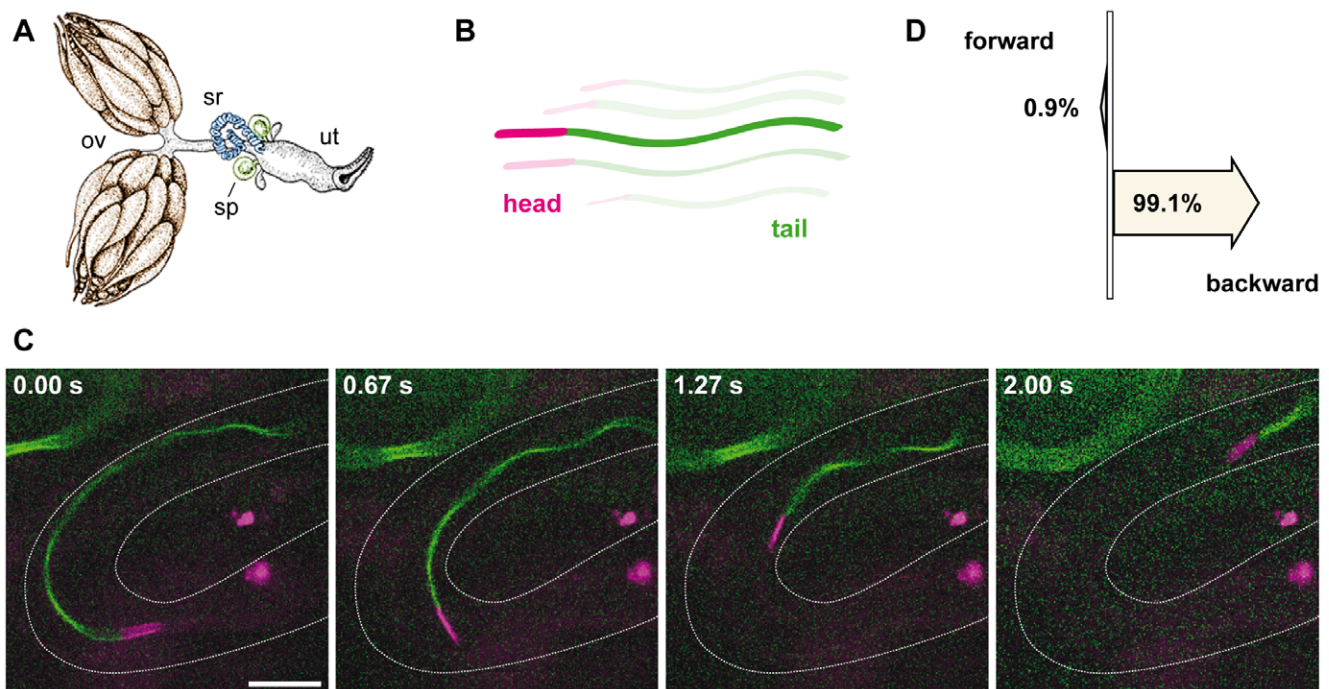 A
ov
sr
sp
ut
B
head
tail
D
forward
0.9%
99.1%
backward
C
0.00 s
0.67 s
1.27 s
2.00 s